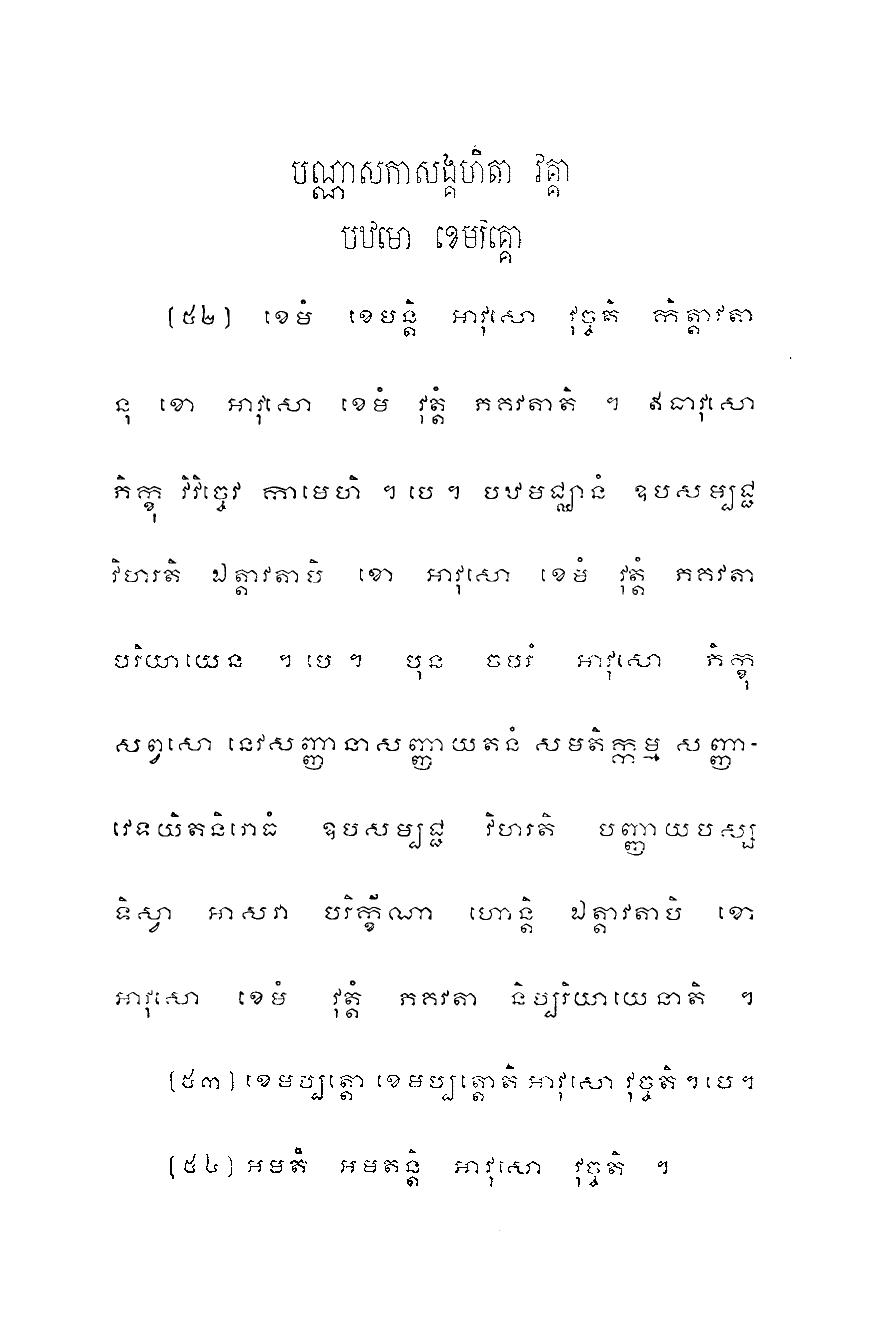 បណ្ណាសកាសង្គហិតា វគ្គា
បឋមោ ខេមវគ្គោ
(៥២) ខេមំ ខេមន្តិ អាវុសោ វុច្ចតិ កិត្តាវតា
នុ ខោ អាវុសោ ខេមំ វុត្តំ ភគវតាតិ ។ ឥធាវុសោ
ភិក្ខុ វិវិច្ចេវ កាមេហិ ។ បេ ។ បឋមជ្ឈានំ ឧបសម្បជ្ជ
វិហរតិ ឯត្តាវតាបិ ខោ អាវុសោ ខេមំ វុត្តំ ភគវតា
បរិយាយេន ។ បេ ។ បុន ចបរំ អាវុសោ ភិក្ខុ
សព្វសោ នេវសញ្ញានាសញ្ញាយតនំ សមតិក្កម្ម សញ្ញា-
វេទយិតនិរោធំ ឧបសម្បជ្ជ វិហរតិ បញ្ញាយបស្ស
ទិស្វា អាសវា បរិក្ខីណា ហោន្តិ ឯត្តាវតាបិ ខោ
អាវុសោ ខេមំ វុត្តំ ភគវតា និប្បរិយាយេនាតិ ។
(៥៣) ខេមប្បត្តោ ខេមប្បត្តោតិ អាវុសោ វុច្ចតិ ។ បេ ។
(៥៤) អមតំ អមតន្តិ អាវុសោ វុច្ចតិ ។